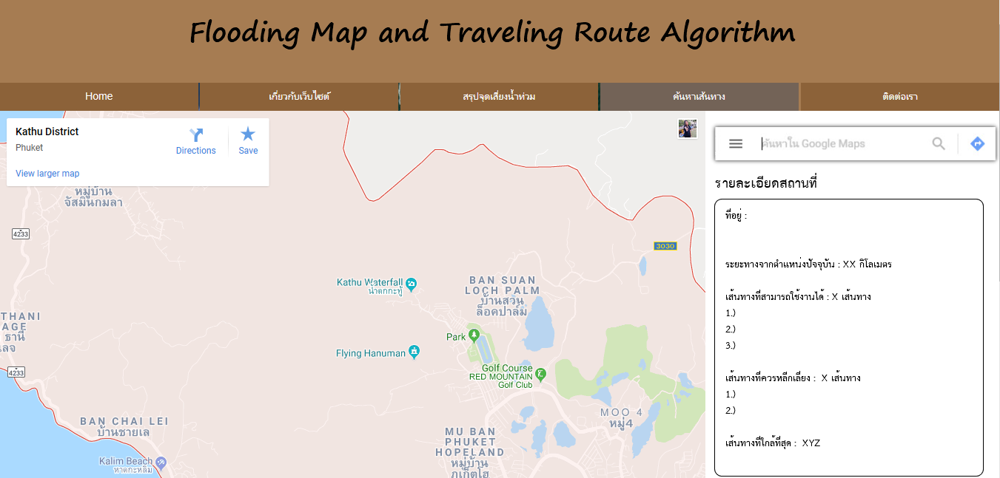 Flooding Map and Traveling Route Algorithm
Home
เกี่ยวกับเว็บไซต์
สรุปจุดเสี่ยงน้ำท่วม
ค้นหาเส้นทาง
ติดต่อเรา
Kathu District
Phuket
Directions
Save
View larger map
หมู่บ้าน
จัสมินกมลา
4233
3030
Kathu Waterfall
น้ำตกกะทู้
BAN SUAN
LOCH PALM
บ้านสวน
ล็อคปาล์ม
THANI
AGE
ธานี
เลจ
Park
Flying Hanuman
4233
Golf Course
RED MOUNTAIN
Golf Club
BAN CHAI LEI
บ้านชายเล
MOO 4
หมู่4
MU BAN
PHUKET
HOPELAND
หมู่บ้าน
ภูเก็ตโฮ
Kalim Beach
หาดกะหลิม
ค้นหาใน Google Maps
รายละเอียดสถานที่
ที่อยู่ :
ระยะทางจากตำแหน่งปัจจุบัน : XX กิโลเมตร
เส้นทางที่สามารถใช้งานได้ : X เส้นทาง
1.)
2.)
3.)
เส้นทางที่ควรหลีกเลี่ยง : X เส้นทาง
1.)
2.)
เส้นทางที่ใกล้ที่สุด : XYZ